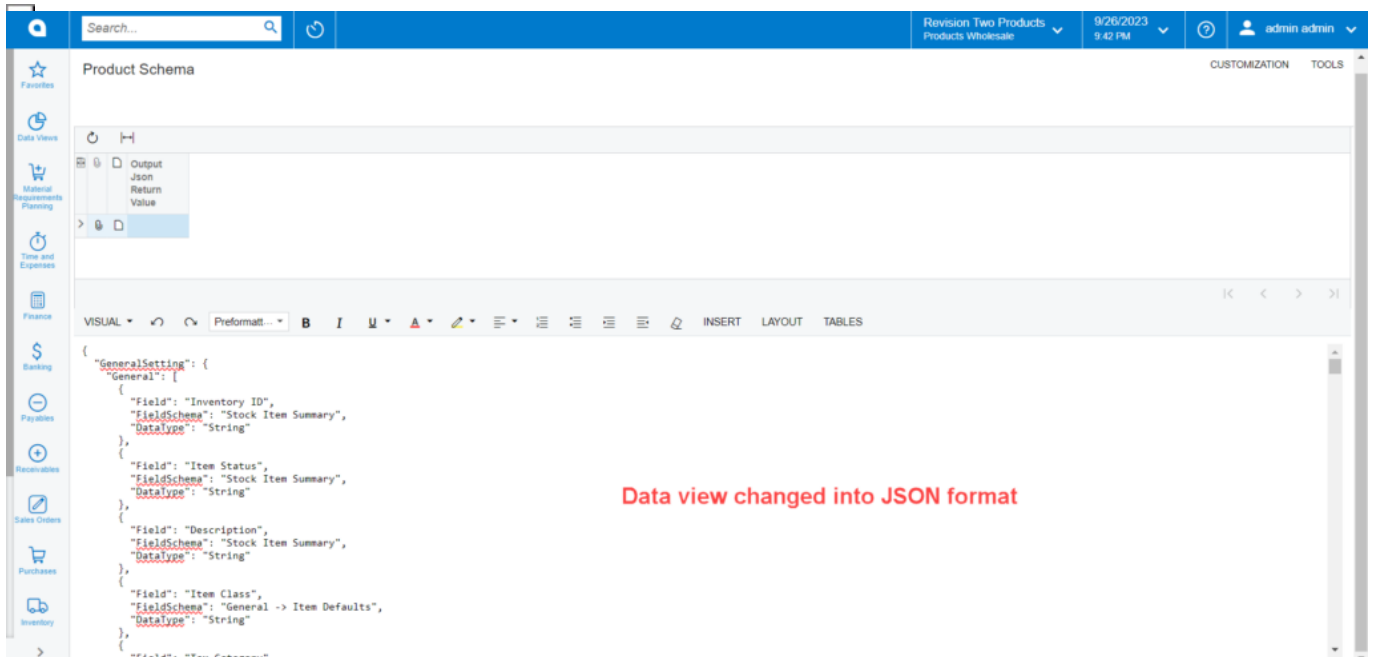 Search...
Revision Two Products
Products Wholesale
9/26/2023
9:42 PM
admin admin
Favorites
Data Views
Material
Requirements
Planning
Time and
Expenses
Finance
Banking
Payables
Receivables
Sales Orders
Purchases
Inventory
Product Schema
CUSTOMIZATION TOOLS
Output
Json
Return
Value
VISUAL Preformatt... B I U A INSERT LAYOUT TABLES
{
"GeneralSetting": {
"General": [
{
"Field": "Inventory ID",
"FieldSchema": "Stock Item Summary",
"DataType": "String"
},
{
"Field": "Item Status",
"FieldSchema": "Stock Item Summary",
"DataType": "String"
},
{
"Field": "Description",
"FieldSchema": "Stock Item Summary",
"DataType": "String"
},
{
"Field": "Item Class",
"FieldSchema": "General -> Item Defaults",
"DataType": "String"
},
{
"Field": "Tax Category"
Data view changed into JSON format